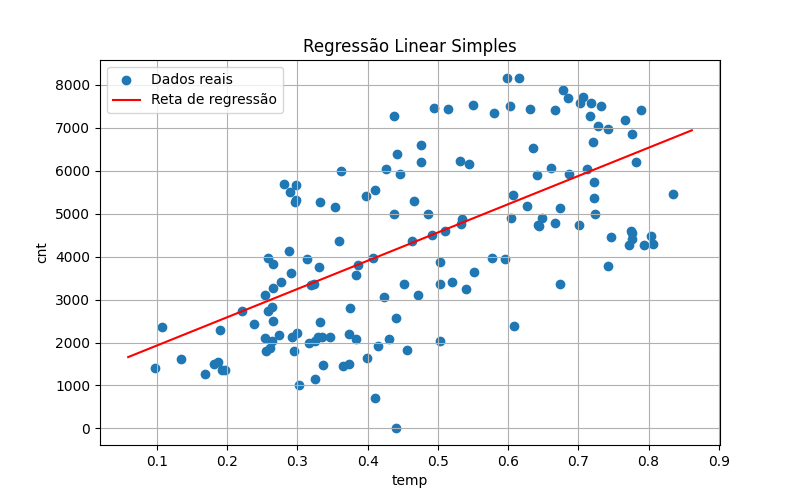 Regressão Linear Simples
Dados reais
Reta de regressão
8000
7000
6000
5000
4000
3000
2000
1000
0
cnt
0.1 0.2 0.3 0.4 0.5 0.6 0.7 0.8 0.9
temp